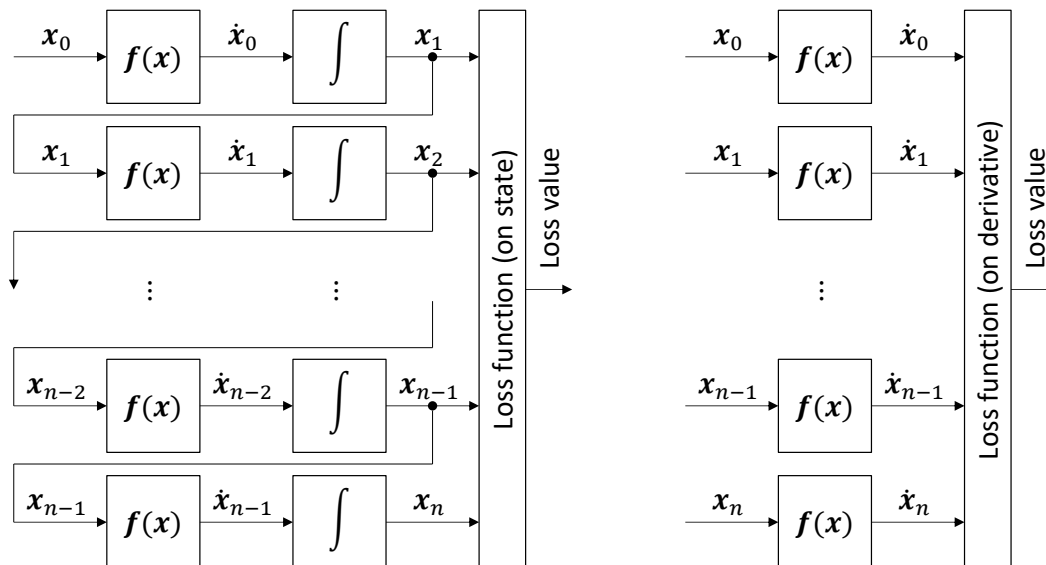 x₀ f(x) ẋ₀ ∫ x₁
x₁ f(x) ẋ₁ ∫ x₂
⋮ ⋮
xₙ₋₂ f(x) ẋₙ₋₂ ∫ xₙ₋₁
xₙ₋₁ f(x) ẋₙ₋₁ ∫ xₙ
Loss function (on state)
Loss value
x₀ f(x) ẋ₀
x₁ f(x) ẋ₁
⋮
xₙ₋₁ f(x) ẋₙ₋₁
xₙ f(x) ẋₙ
Loss function (on derivative)
Loss value